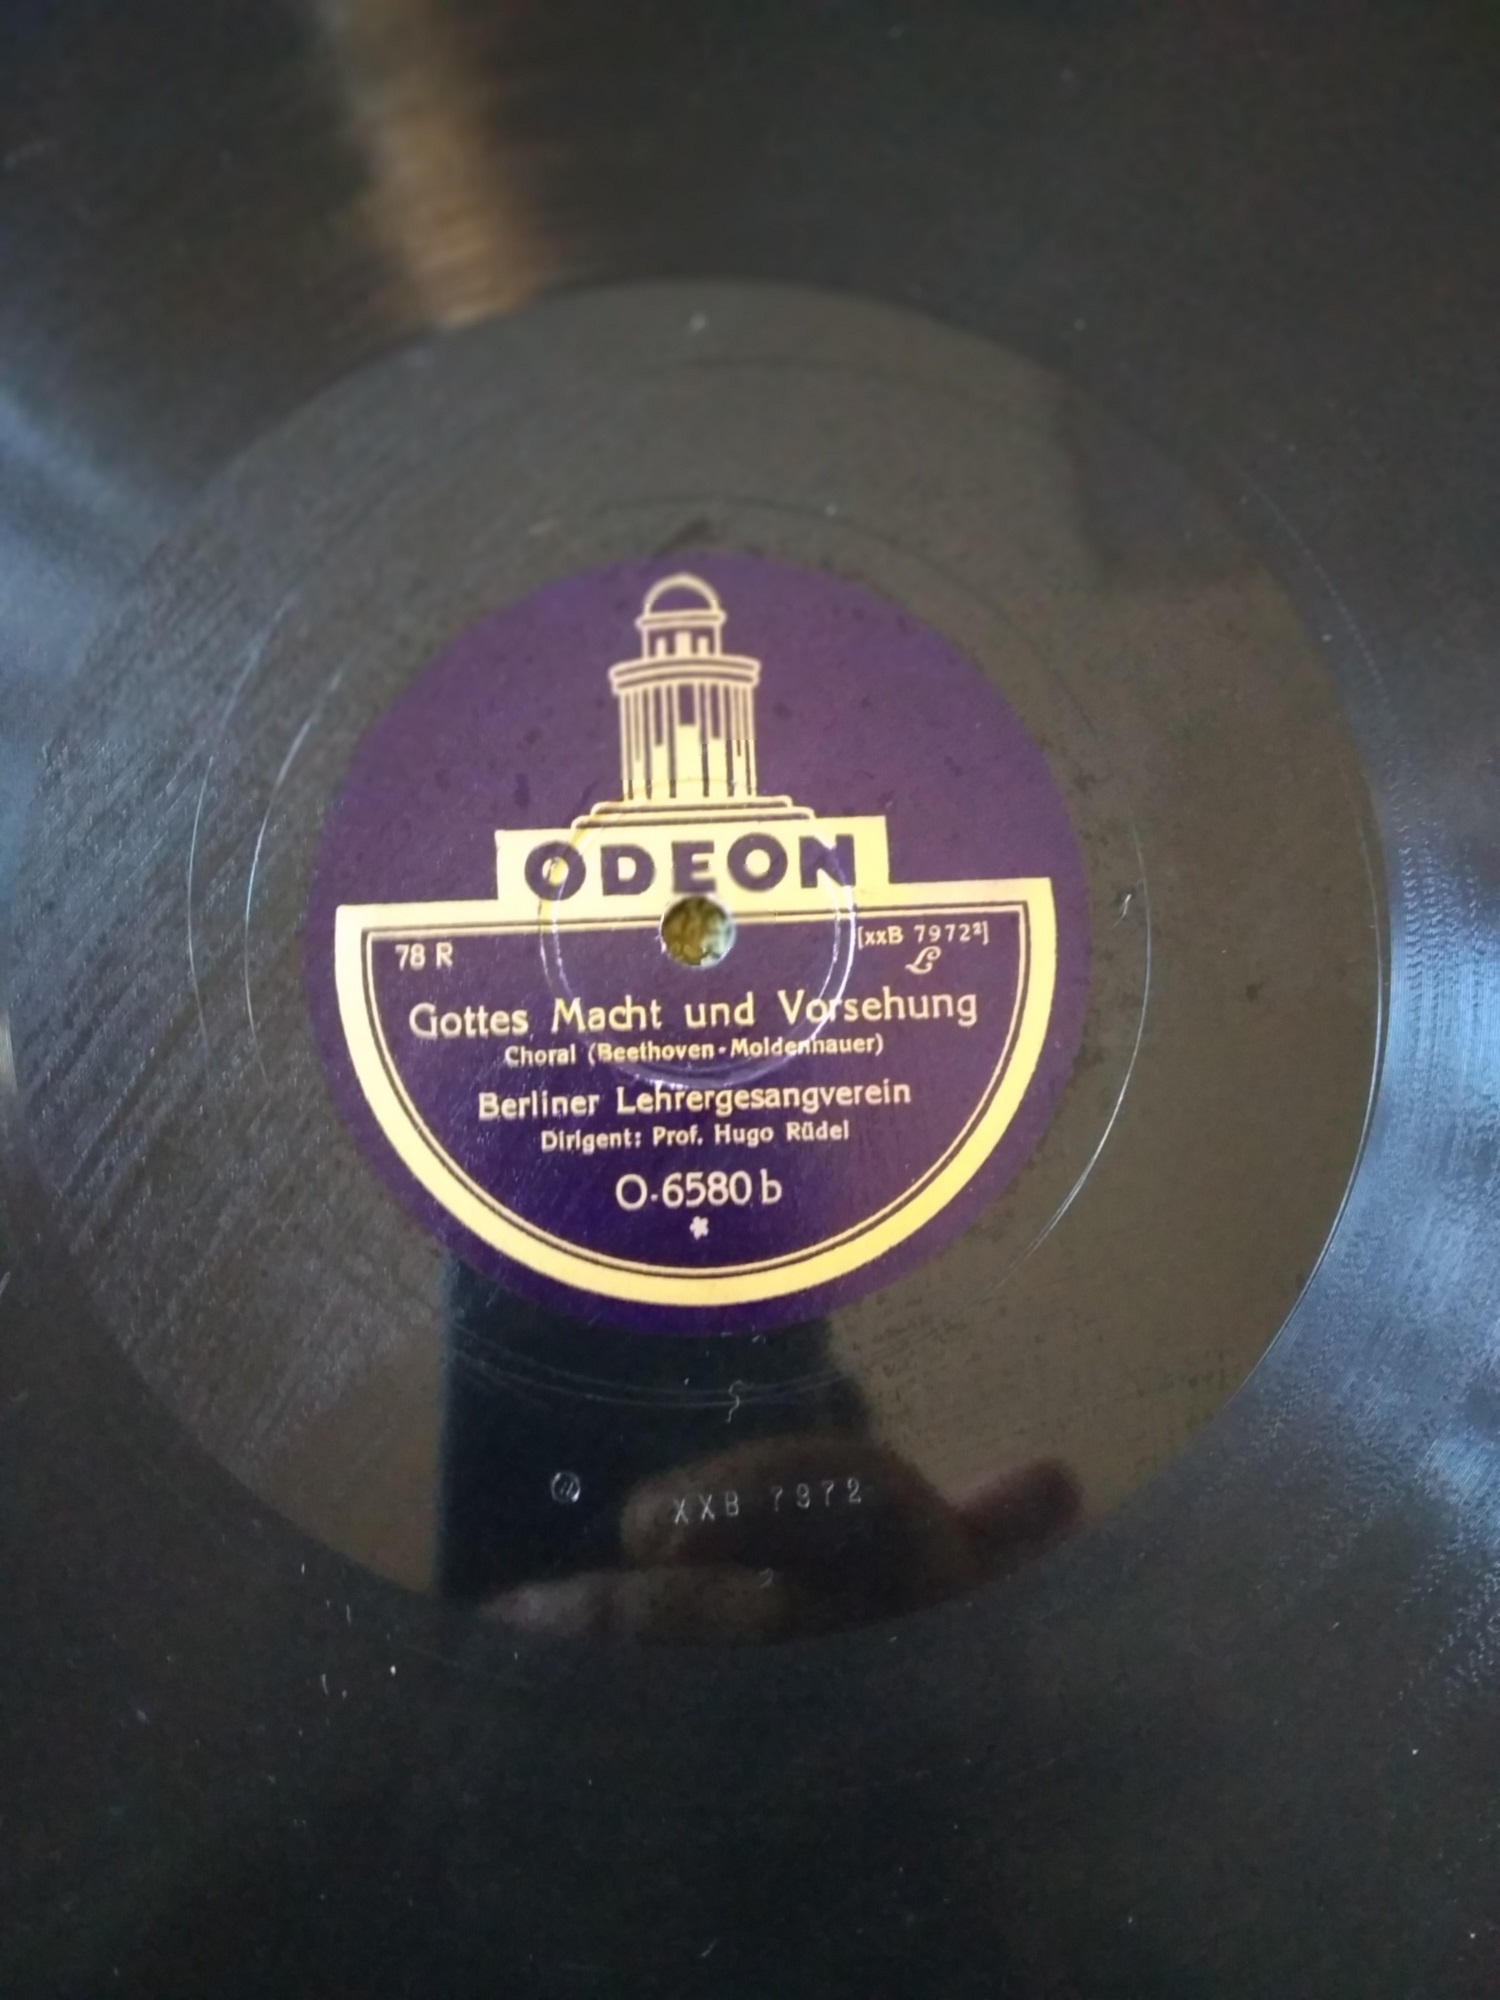 ODEON
78 R
[xxB 7972²]
L
Gottes Macht und Vorsehung
Choral (Beethoven-Moldenhauer)
Berliner Lehrergesangverein
Dirigent: Prof. Hugo Rüdel
O-6580 b
*
XXB 7972